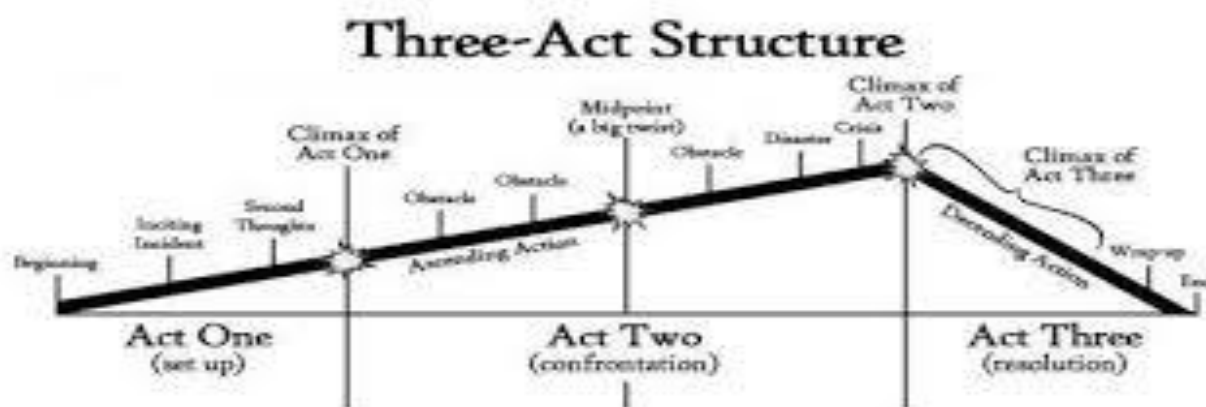 Three-Act Structure
Climax of
Act Two
Midpoint
(a big twist)
Climax of
Act One
Disaster
Crisis
Obstacle
Climax of
Act Three
Obstacle
Obstacle
Second
Thoughts
Inciting
Incident
Beginning
Ascending Action
Descending Action
Wrap-up
End
Act One
(set up)
Act Two
(confrontation)
Act Three
(resolution)